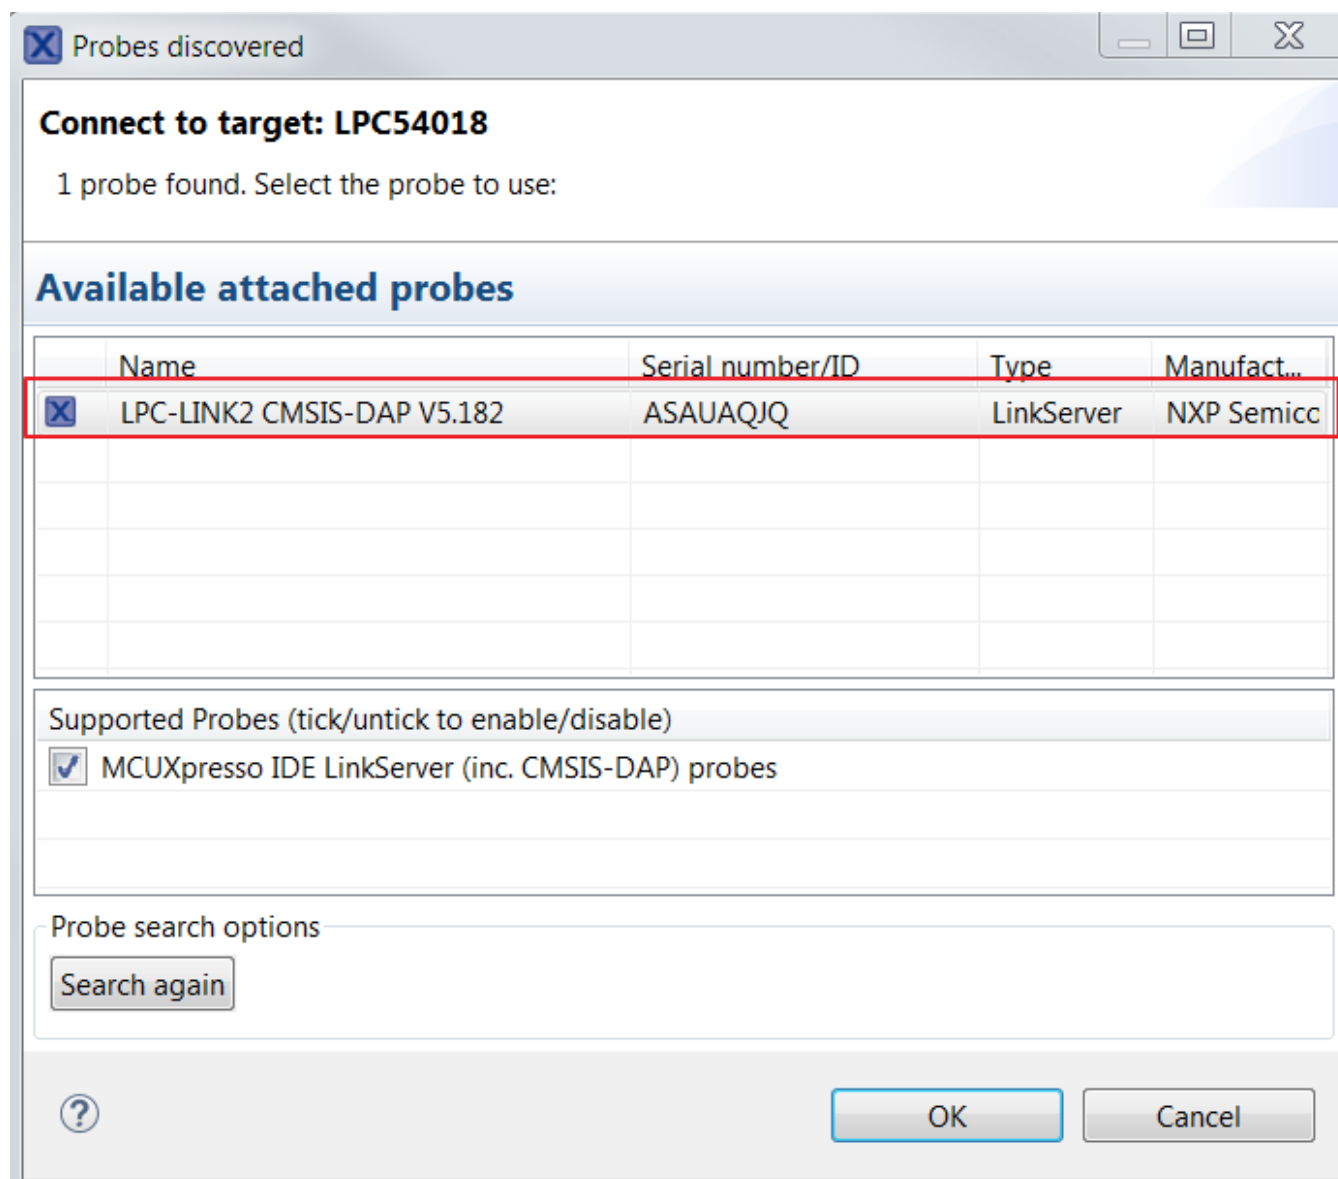 Probes discovered
Connect to target: LPC54018
1 probe found. Select the probe to use:
Available attached probes
Name Serial number/ID Type Manufact...
LPC-LINK2 CMSIS-DAP V5.182 ASAUAQJQ LinkServer NXP Semicc
Supported Probes (tick/untick to enable/disable)
MCUXpresso IDE LinkServer (inc. CMSIS-DAP) probes
Probe search options
Search again
? OK Cancel